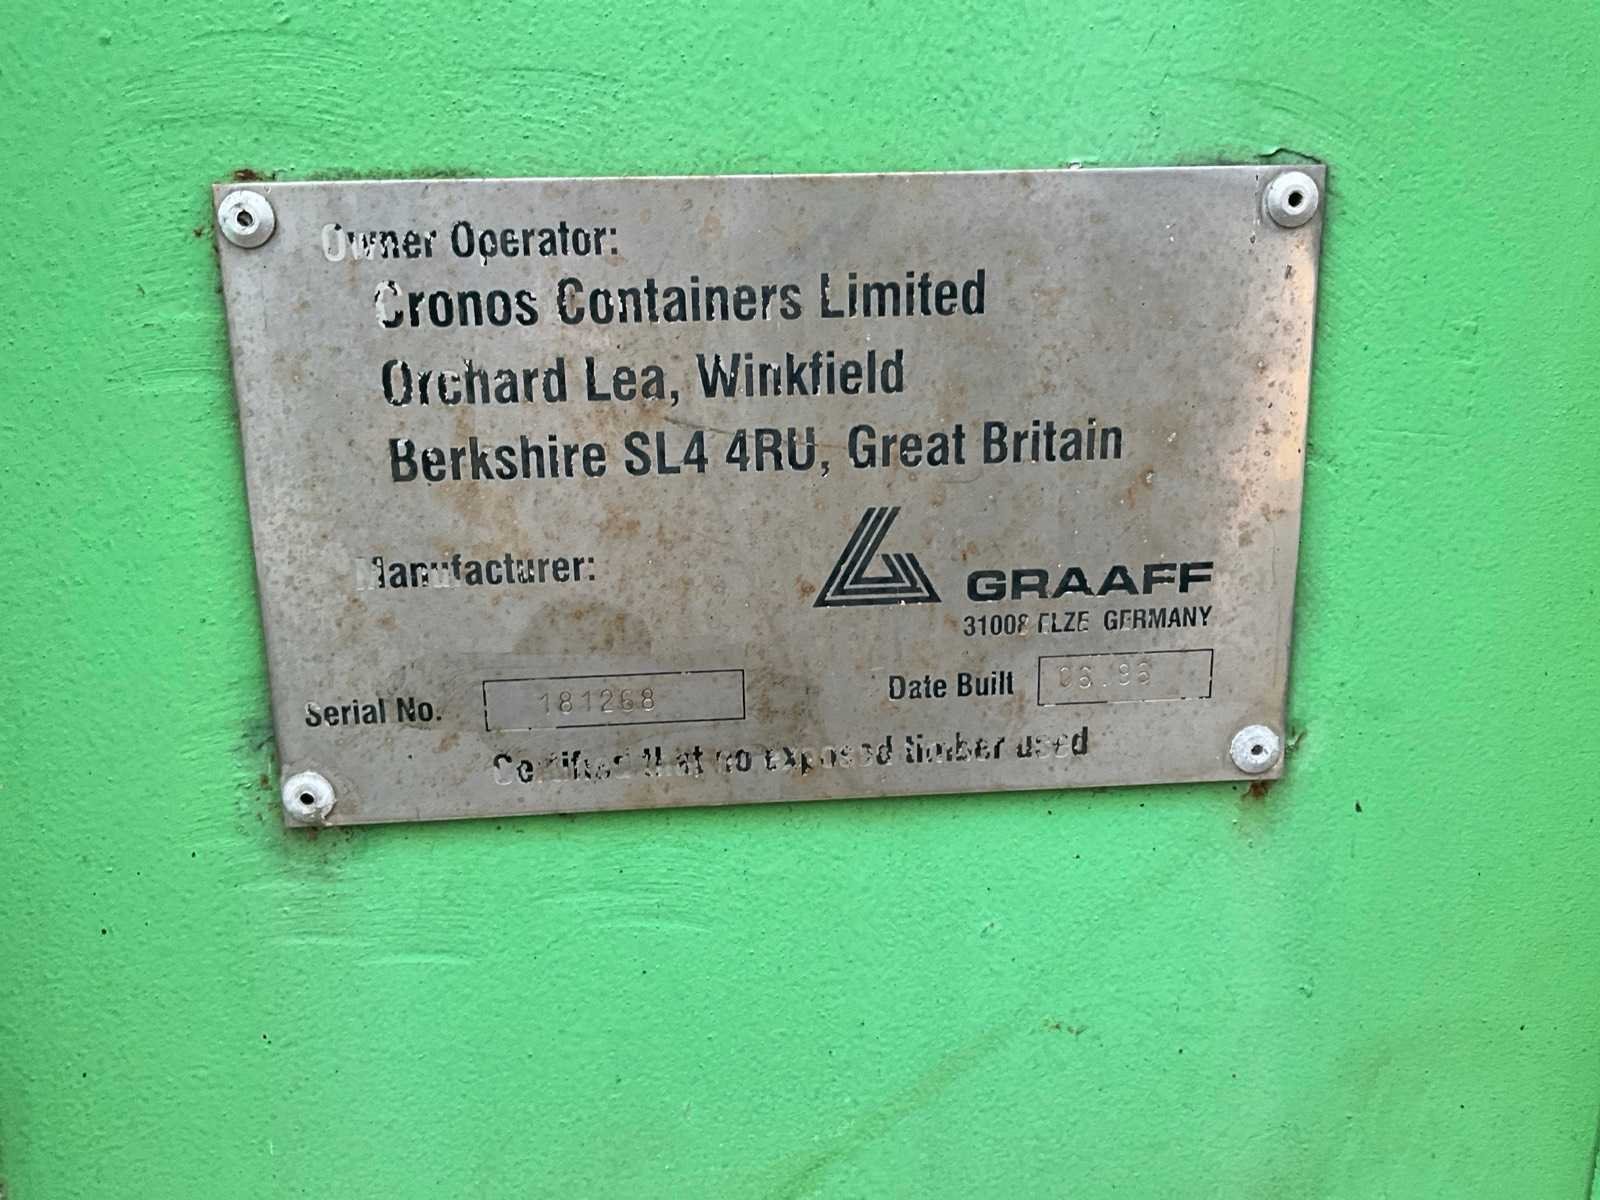 Owner Operator:
Cronos Containers Limited
Orchard Lea, Winkfield
Berkshire SL4 4RU, Great Britain
Manufacturer:
GRAAFF
31008 ELZE GERMANY
Serial No. 181268
Date Built
Certified that no exposed timber used